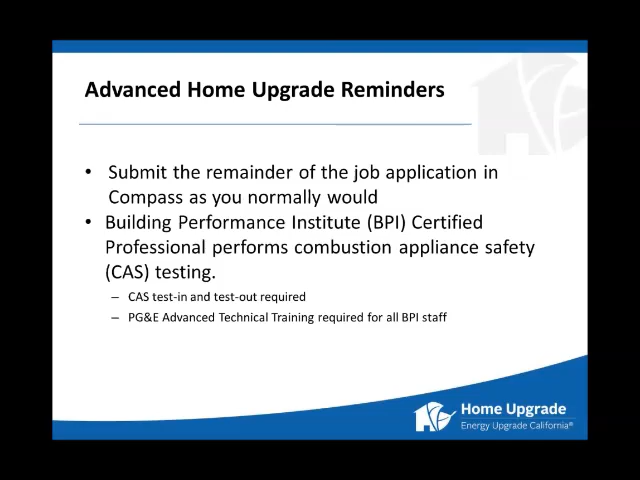 Advanced Home Upgrade Reminders
• Submit the remainder of the job application in
Compass as you normally would
• Building Performance Institute (BPI) Certified
Professional performs combustion appliance safety
(CAS) testing.
– CAS test-in and test-out required
– PG&E Advanced Technical Training required for all BPI staff
Home Upgrade
Energy Upgrade California®